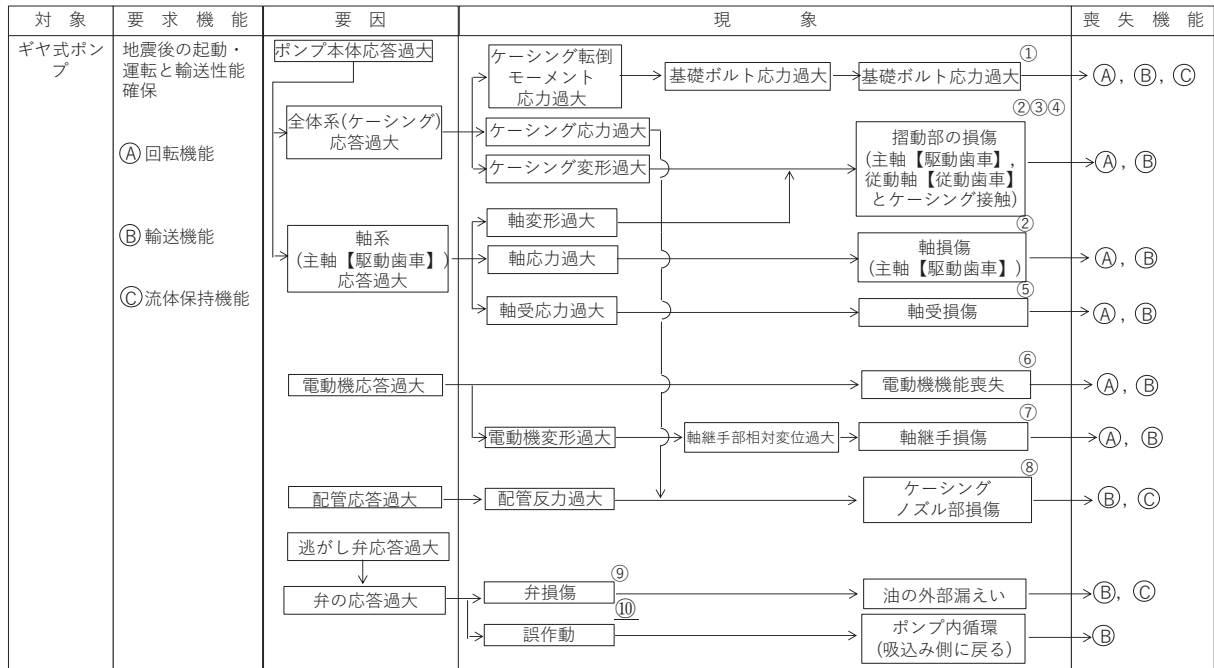 対象
要求機能
要因
現象
喪失機能
ギヤ式ポン
プ
地震後の起動・
運転と輸送性能
確保
Ⓐ回転機能
Ⓑ輸送機能
Ⓒ流体保持機能
ポンプ本体応答過大
全体系(ケーシング)
応答過大
ケーシング転倒
モーメント
応力過大
基礎ボルト応力過大
①
基礎ボルト応力過大
Ⓐ, Ⓑ, Ⓒ
ケーシング応力過大
ケーシング変形過大
②③④
摺動部の損傷
(主軸【駆動歯車】,
従動軸【従動歯車】
とケーシング接触)
Ⓐ, Ⓑ
軸系
(主軸【駆動歯車】)
応答過大
軸変形過大
軸応力過大
②
軸損傷
(主軸【駆動歯車】)
Ⓐ, Ⓑ
軸受応力過大
⑤
軸受損傷
Ⓐ, Ⓑ
電動機応答過大
⑥
電動機機能喪失
Ⓐ, Ⓑ
電動機変形過大
軸継手部相対変位過大
⑦
軸継手損傷
Ⓐ, Ⓑ
配管応答過大
配管反力過大
⑧
ケーシング
ノズル部損傷
Ⓑ, Ⓒ
逃がし弁応答過大
弁の応答過大
⑨
弁損傷
油の外部漏えい
Ⓑ, Ⓒ
⑩
誤作動
ポンプ内循環
(吸込み側に戻る)
Ⓑ